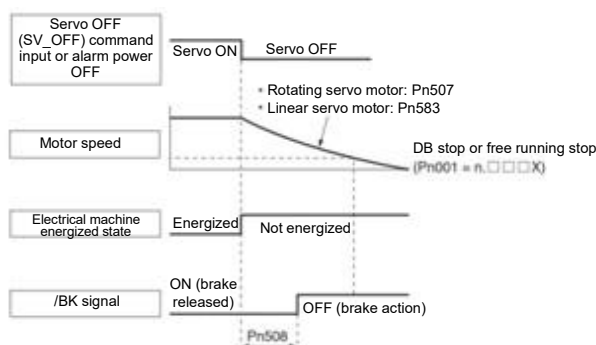 Servo OFF
(SV_OFF) command
input or alarm power
OFF
Servo ON
Servo OFF
• Rotating servo motor: Pn507
• Linear servo motor: Pn583
Motor speed
DB stop or free running stop
(Pn001 = n.□□□X)
Electrical machine
energized state
Energized
Not energized
/BK signal
ON (brake
released)
OFF (brake action)
Pn508